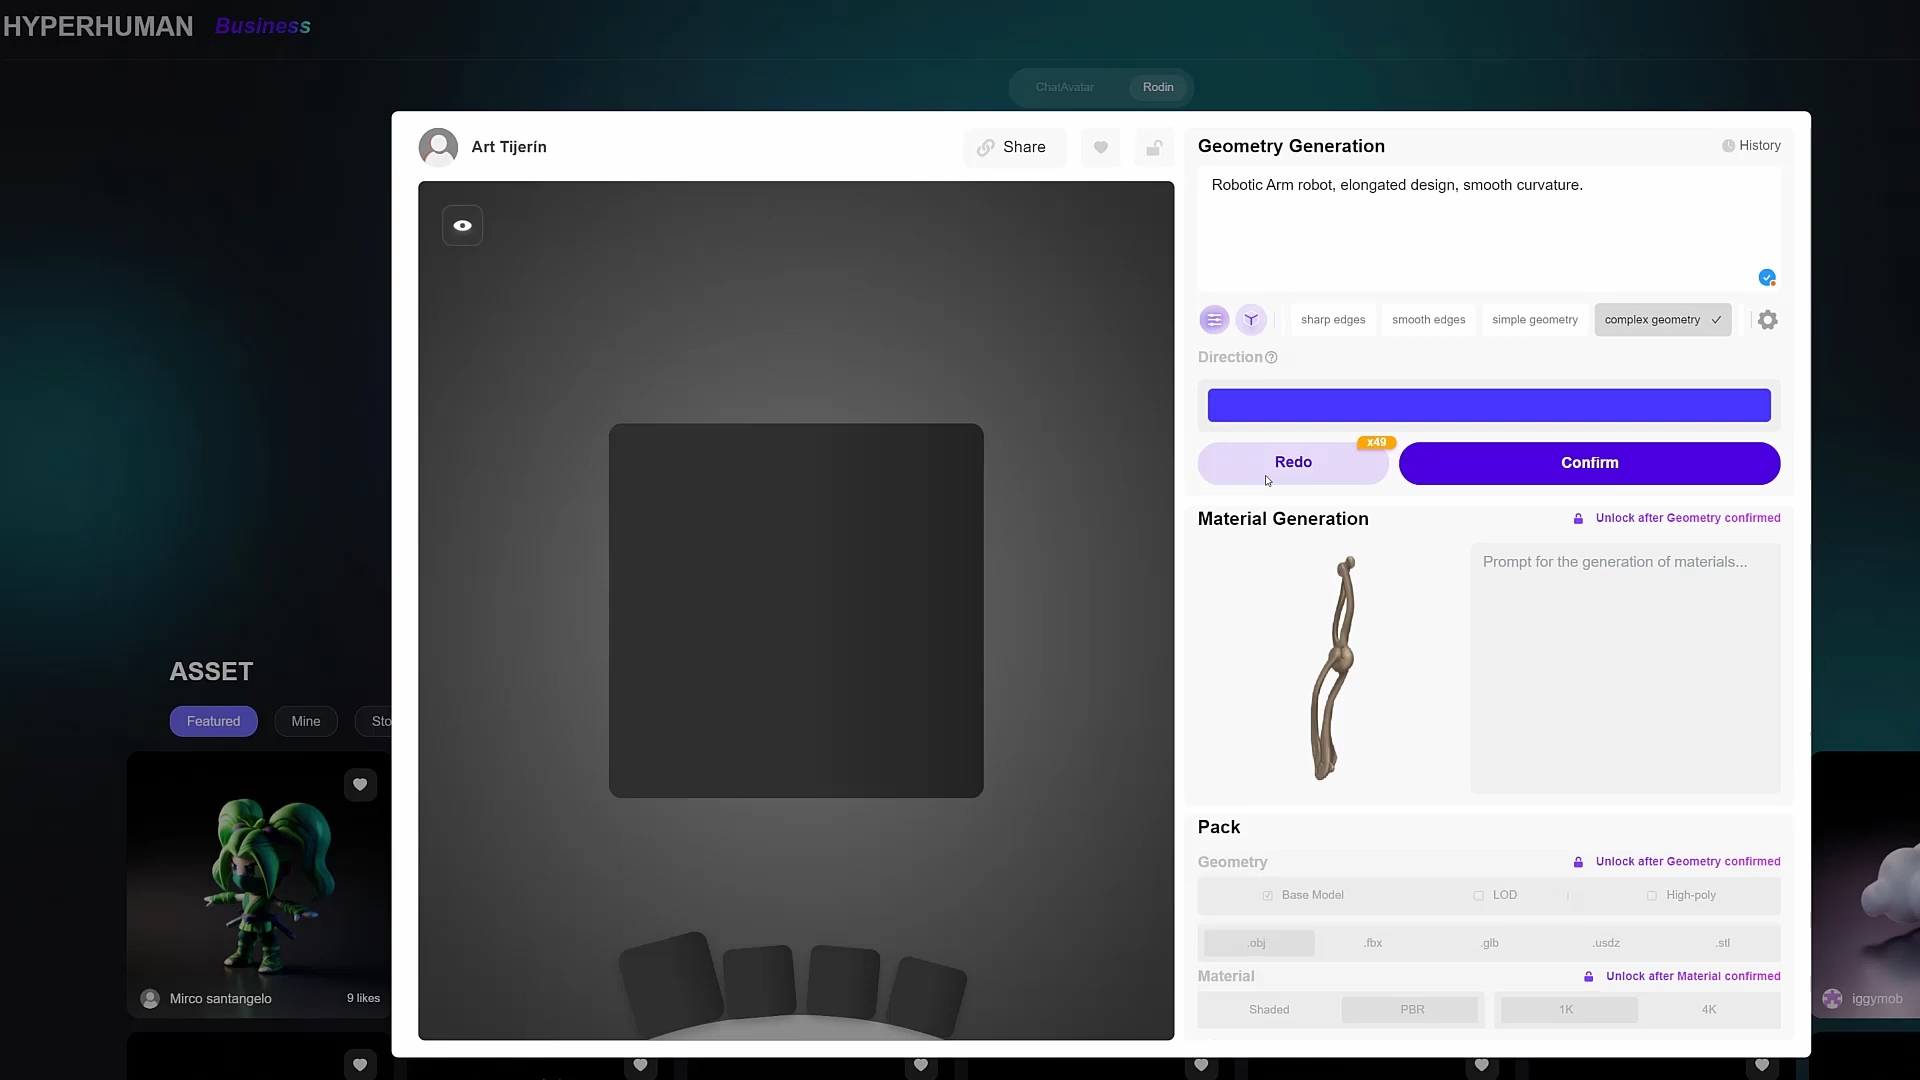 HYPERHUMAN Business
ChatAvatar Rodin
Art Tijerín
Share
Geometry Generation
History
Robotic Arm robot, elongated design, smooth curvature.
sharp edges smooth edges simple geometry complex geometry
Direction
x49
Redo Confirm
Material Generation
Unlock after Geometry confirmed
Prompt for the generation of materials...
ASSET
Featured Mine Sto
Pack
Geometry
Unlock after Geometry confirmed
Base Model LOD High-poly
.obj .fbx .glb .usdz .stl
Material
Unlock after Material confirmed
Shaded PBR 1K 4K
Mirco santangelo 9 likes
iggymob